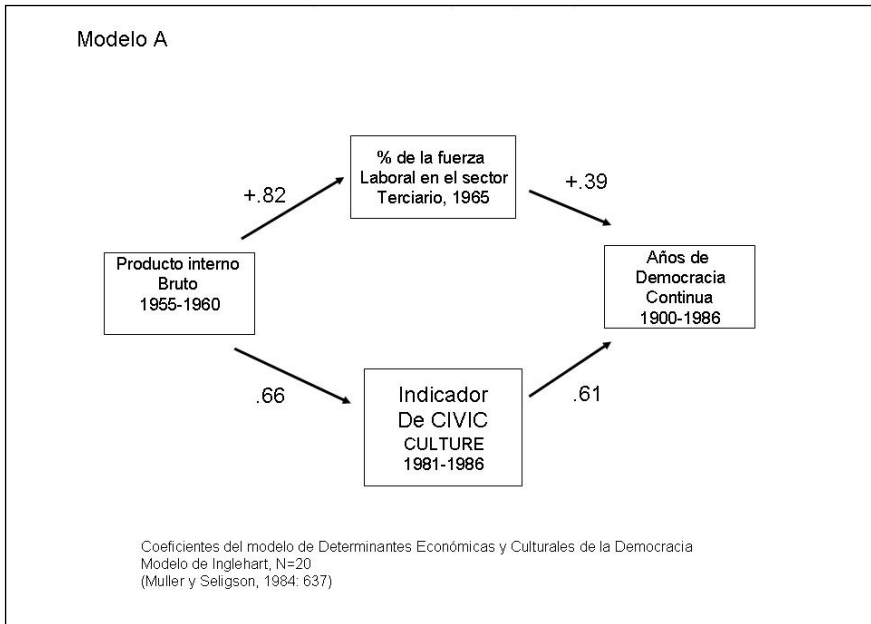 Modelo A
% de la fuerza
Laboral en el sector
Terciario, 1965
+.82
+.39
Producto interno
Bruto
1955-1960
Años de
Democracia
Continua
1900-1986
.66
Indicador
De CIVIC
CULTURE
1981-1986
.61
Coeficientes del modelo de Determinantes Económicas y Culturales de la Democracia
Modelo de Inglehart, N=20
(Muller y Seligson, 1984: 637)